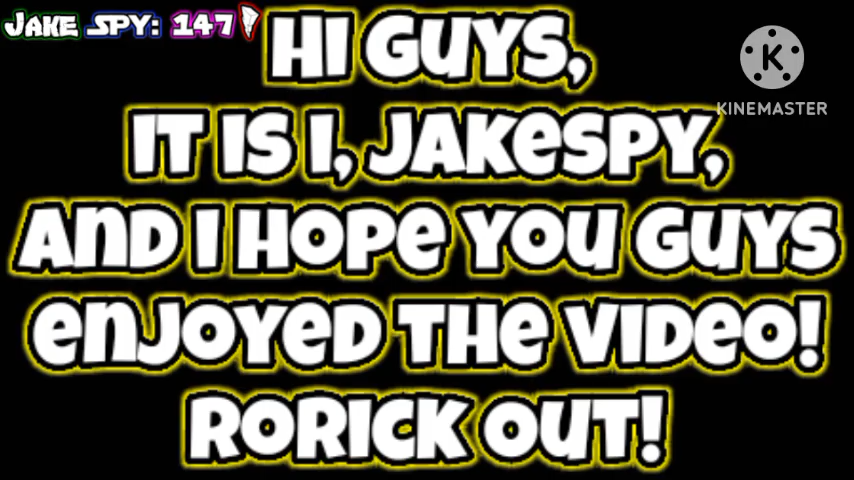 JAKE SPY: 147
HI GUYS,
IT IS I, JAKESPY,
AND I HOPE YOU GUYS
ENJOYED THE VIDEO!
RORICK OUT!
K
KINEMASTER